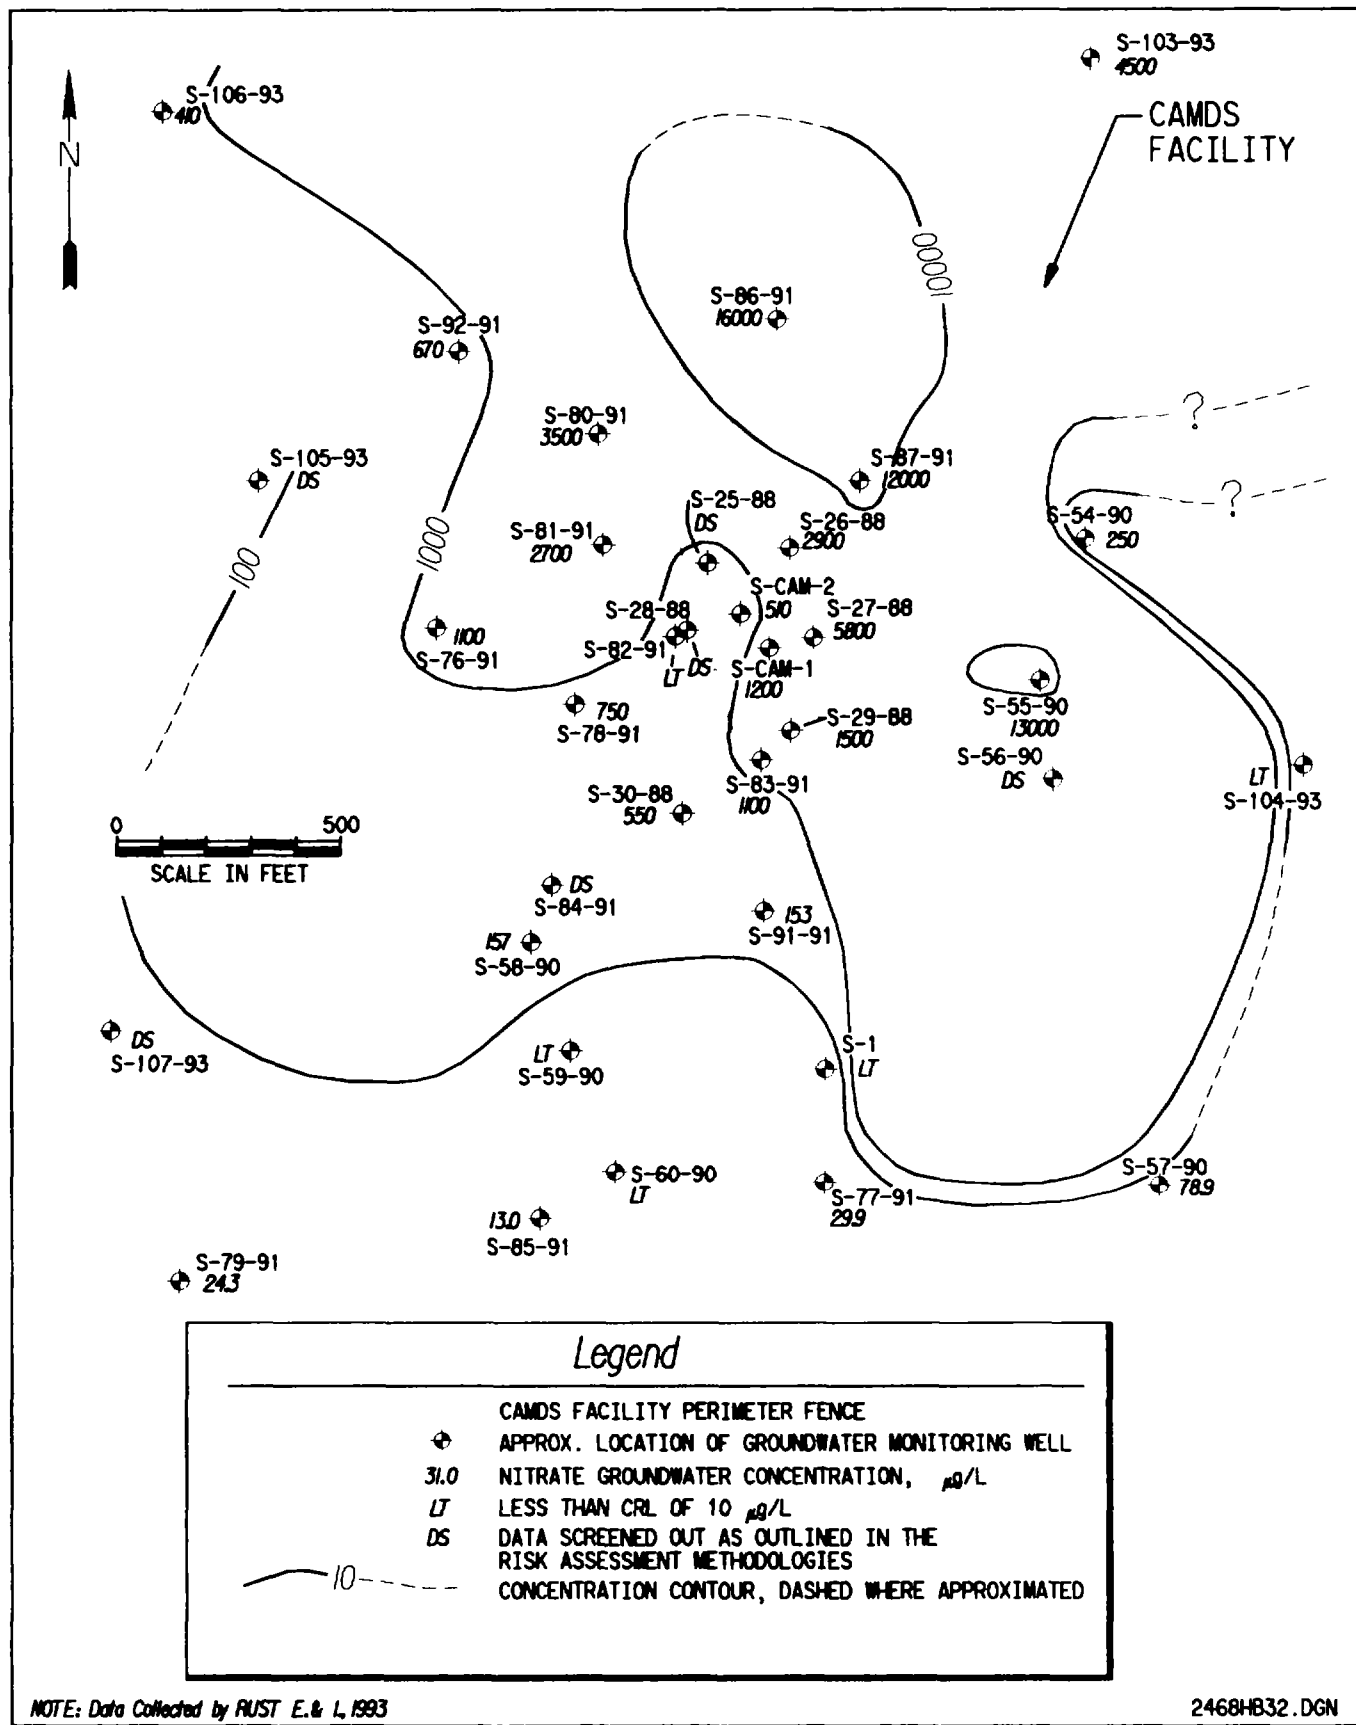 S-103-93
4500
S-106-93
410
CAMDS
FACILITY
N
10000
S-86-91
16000
S-92-91
670
S-80-91
3500
?
S-105-93
DS
S-87-91
2000
S-25-88
DS
?
S-54-90
250
S-26-88
2900
S-81-91
2700
1000
100
S-CAM-2
510
S-28-88
S-27-88
5800
1100
S-76-91
S-82-91
LT
DS
S-CAM-1
1200
S-55-90
13000
750
S-78-91
S-29-88
1500
S-56-90
DS
LT
S-104-93
S-83-91
1100
S-30-88
550
0 500
SCALE IN FEET
DS
S-84-91
153
S-91-91
157
S-58-90
DS
S-107-93
LT
S-59-90
S-1
LT
S-57-90
78.9
S-60-90
LT
S-77-91
29.9
13.0
S-85-91
S-79-91
24.3
Legend
CAMDS FACILITY PERIMETER FENCE
APPROX. LOCATION OF GROUNDWATER MONITORING WELL
31.0 NITRATE GROUNDWATER CONCENTRATION, µg/L
LT LESS THAN CRL OF 10 µg/L
DS DATA SCREENED OUT AS OUTLINED IN THE
RISK ASSESSMENT METHODOLOGIES
10 CONCENTRATION CONTOUR, DASHED WHERE APPROXIMATED
NOTE: Data Collected by RUST E.& I., 1993
2468HB32.DGN